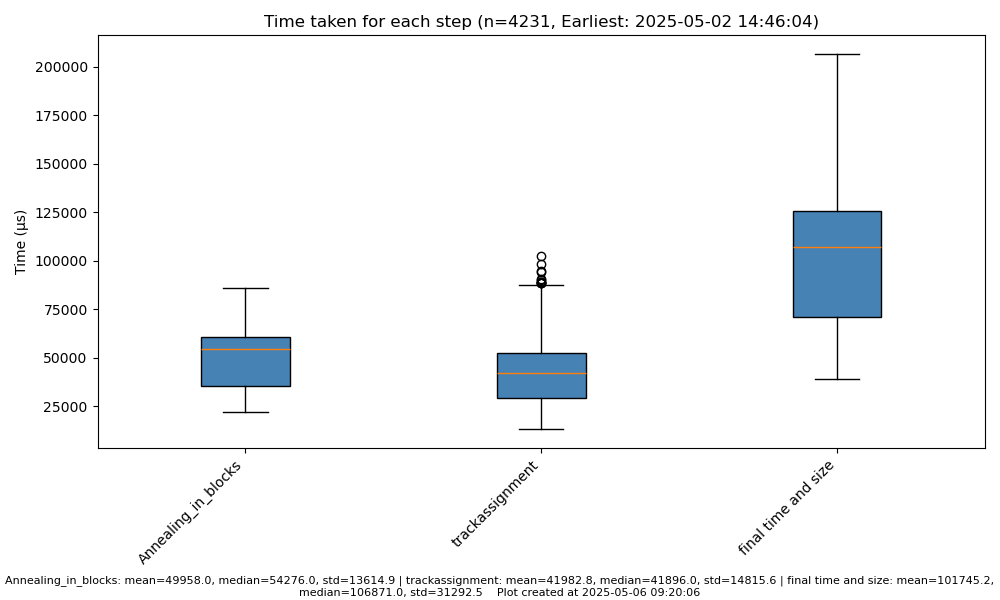 Time taken for each step (n=4231, Earliest: 2025-05-02 14:46:04)
Time (μs)
200000
175000
150000
125000
100000
75000
50000
25000
Annealing_in_blocks
trackassignment
final time and size
Annealing_in_blocks: mean=49958.0, median=54276.0, std=13614.9 | trackassignment: mean=41982.8, median=41896.0, std=14815.6 | final time and size: mean=101745.2,
median=106871.0, std=31292.5    Plot created at 2025-05-06 09:20:06